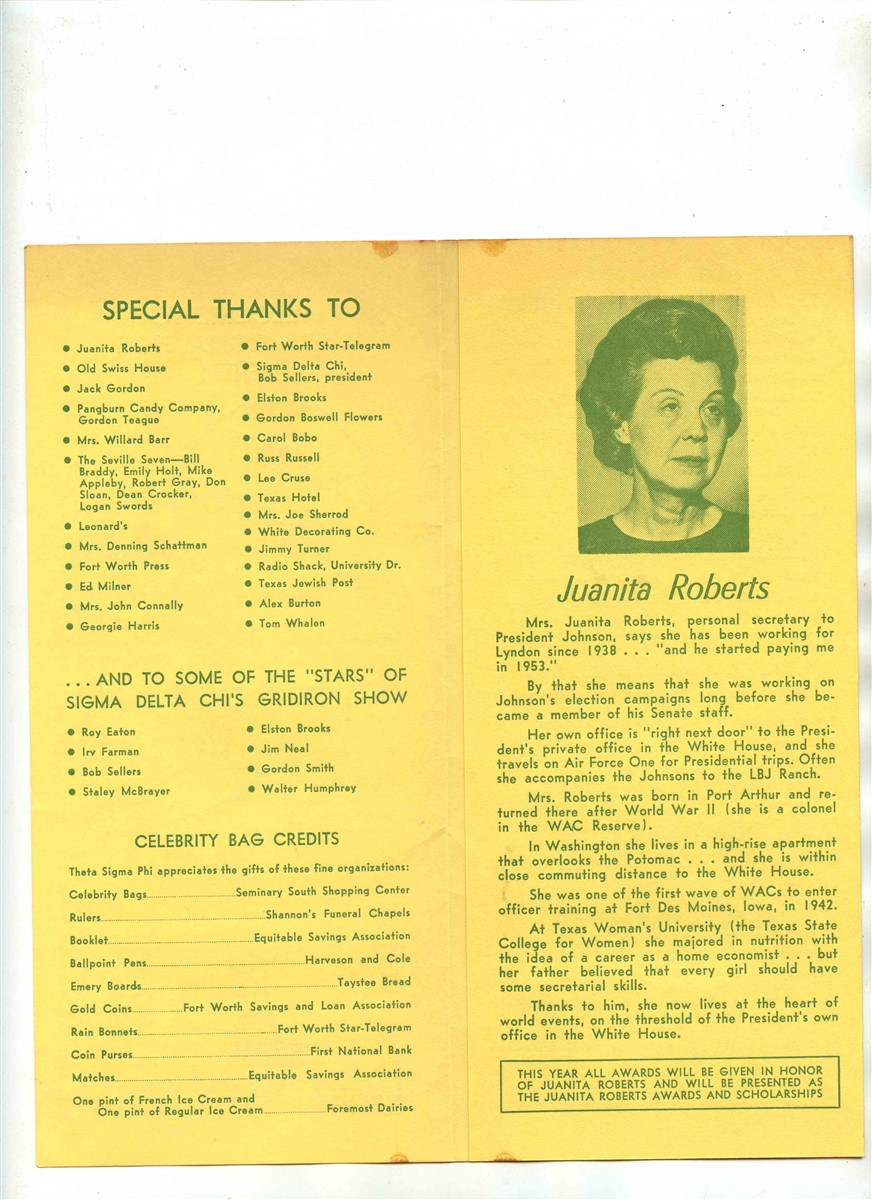 SPECIAL THANKS TO
● Juanita Roberts
● Old Swiss House
● Jack Gordon
● Pangburn Candy Company,
Gordon Teague
● Mrs. Willard Barr
● The Seville Seven—Bill
Braddy, Emily Holt, Mike
Appleby, Robert Gray, Don
Sloan, Dean Crocker,
Logan Swords
● Leonard's
● Mrs. Denning Schattman
● Fort Worth Press
● Ed Milner
● Mrs. John Connally
● Georgie Harris
● Fort Worth Star-Telegram
● Sigma Delta Chi,
Bob Sellers, president
● Elston Brooks
● Gordon Boswell Flowers
● Carol Bobo
● Russ Russell
● Lee Cruse
● Texas Hotel
● Mrs. Joe Sherrod
● White Decorating Co.
● Jimmy Turner
● Radio Shack, University Dr.
● Texas Jewish Post
● Alex Burton
● Tom Whalen
. . . AND TO SOME OF THE "STARS" OF
SIGMA DELTA CHI'S GRIDIRON SHOW
● Roy Eaton
● Irv Farman
● Bob Sellers
● Staley McBrayer
● Elston Brooks
● Jim Neal
● Gordon Smith
● Walter Humphrey
CELEBRITY BAG CREDITS
Theta Sigma Phi appreciates the gifts of these fine organizations:
Celebrity Bags....................Seminary South Shopping Center
Rulers....................Shannon's Funeral Chapels
Booklet....................Equitable Savings Association
Ballpoint Pens....................Harveson and Cole
Emery Boards....................Taystee Bread
Gold Coins..........Fort Worth Savings and Loan Association
Rain Bonnets....................Fort Worth Star-Telegram
Coin Purses....................First National Bank
Matches....................Equitable Savings Association
One pint of French Ice Cream and
One pint of Regular Ice Cream..........Foremost Dairies
Juanita Roberts
Mrs. Juanita Roberts, personal secretary to
President Johnson, says she has been working for
Lyndon since 1938 . . . "and he started paying me
in 1953."
By that she means that she was working on
Johnson's election campaigns long before she be-
came a member of his Senate staff.
Her own office is "right next door" to the Presi-
dent's private office in the White House, and she
travels on Air Force One for Presidential trips. Often
she accompanies the Johnsons to the LBJ Ranch.
Mrs. Roberts was born in Port Arthur and re-
turned there after World War II (she is a colonel
in the WAC Reserve).
In Washington she lives in a high-rise apartment
that overlooks the Potomac . . . and she is within
close commuting distance to the White House.
She was one of the first wave of WACs to enter
officer training at Fort Des Moines, Iowa, in 1942.
At Texas Woman's University (the Texas State
College for Women) she majored in nutrition with
the idea of a career as a home economist . . . but
her father believed that every girl should have
some secretarial skills.
Thanks to him, she now lives at the heart of
world events, on the threshold of the President's own
office in the White House.
THIS YEAR ALL AWARDS WILL BE GIVEN IN HONOR
OF JUANITA ROBERTS AND WILL BE PRESENTED AS
THE JUANITA ROBERTS AWARDS AND SCHOLARSHIPS